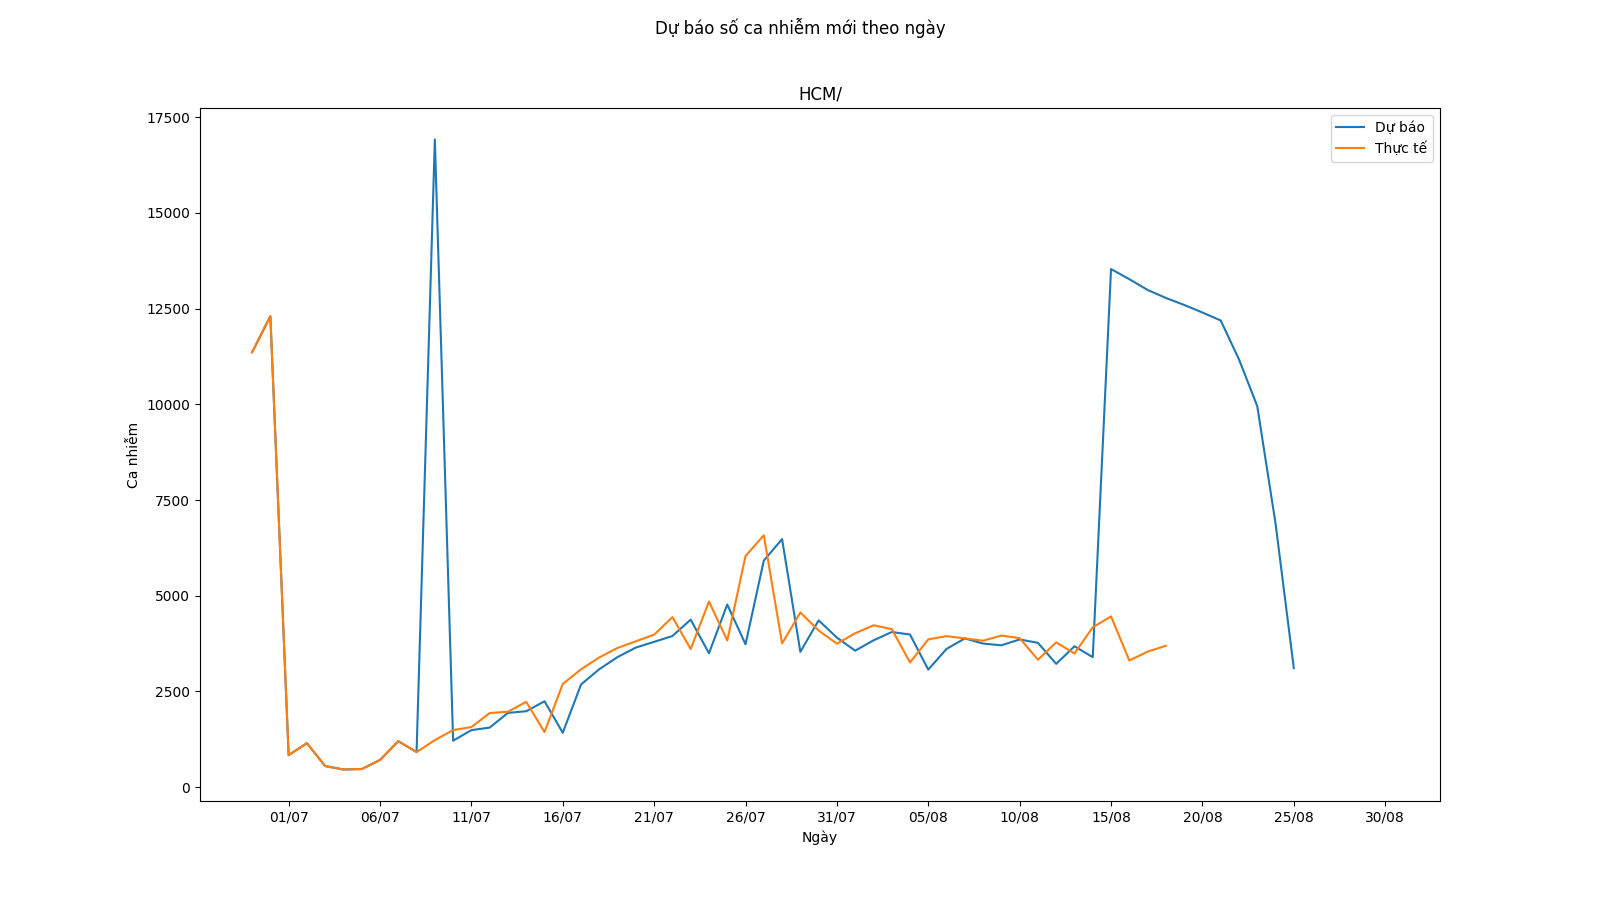 Dự báo số ca nhiễm mới theo ngày
HCM/
Dự báo
Thực tế
17500
15000
12500
10000
7500
5000
2500
0
Ca nhiễm
01/07 06/07 11/07 16/07 21/07 26/07 31/07 05/08 10/08 15/08 20/08 25/08 30/08
Ngày